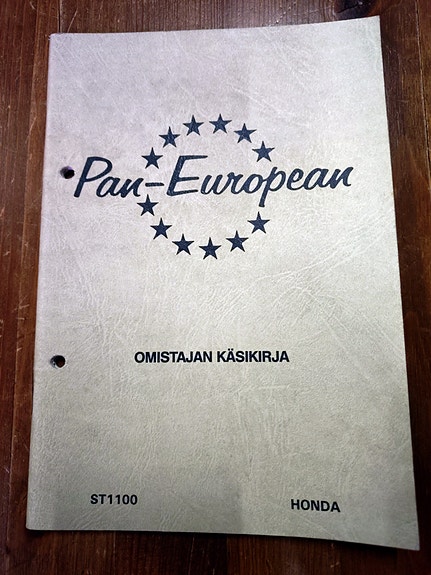 Pan-European
OMISTAJAN KÄSIKIRJA
ST1100 HONDA